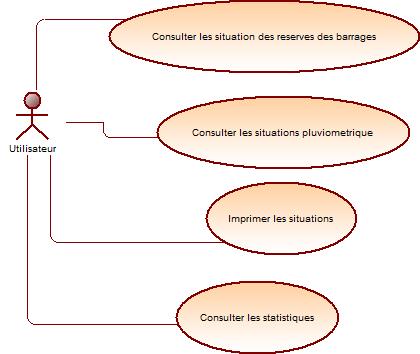 Consulter les situation des reserves des barrages
Consulter les situations pluviometrique
Utilisateur
Imprimer les situations
Consulter les statistiques